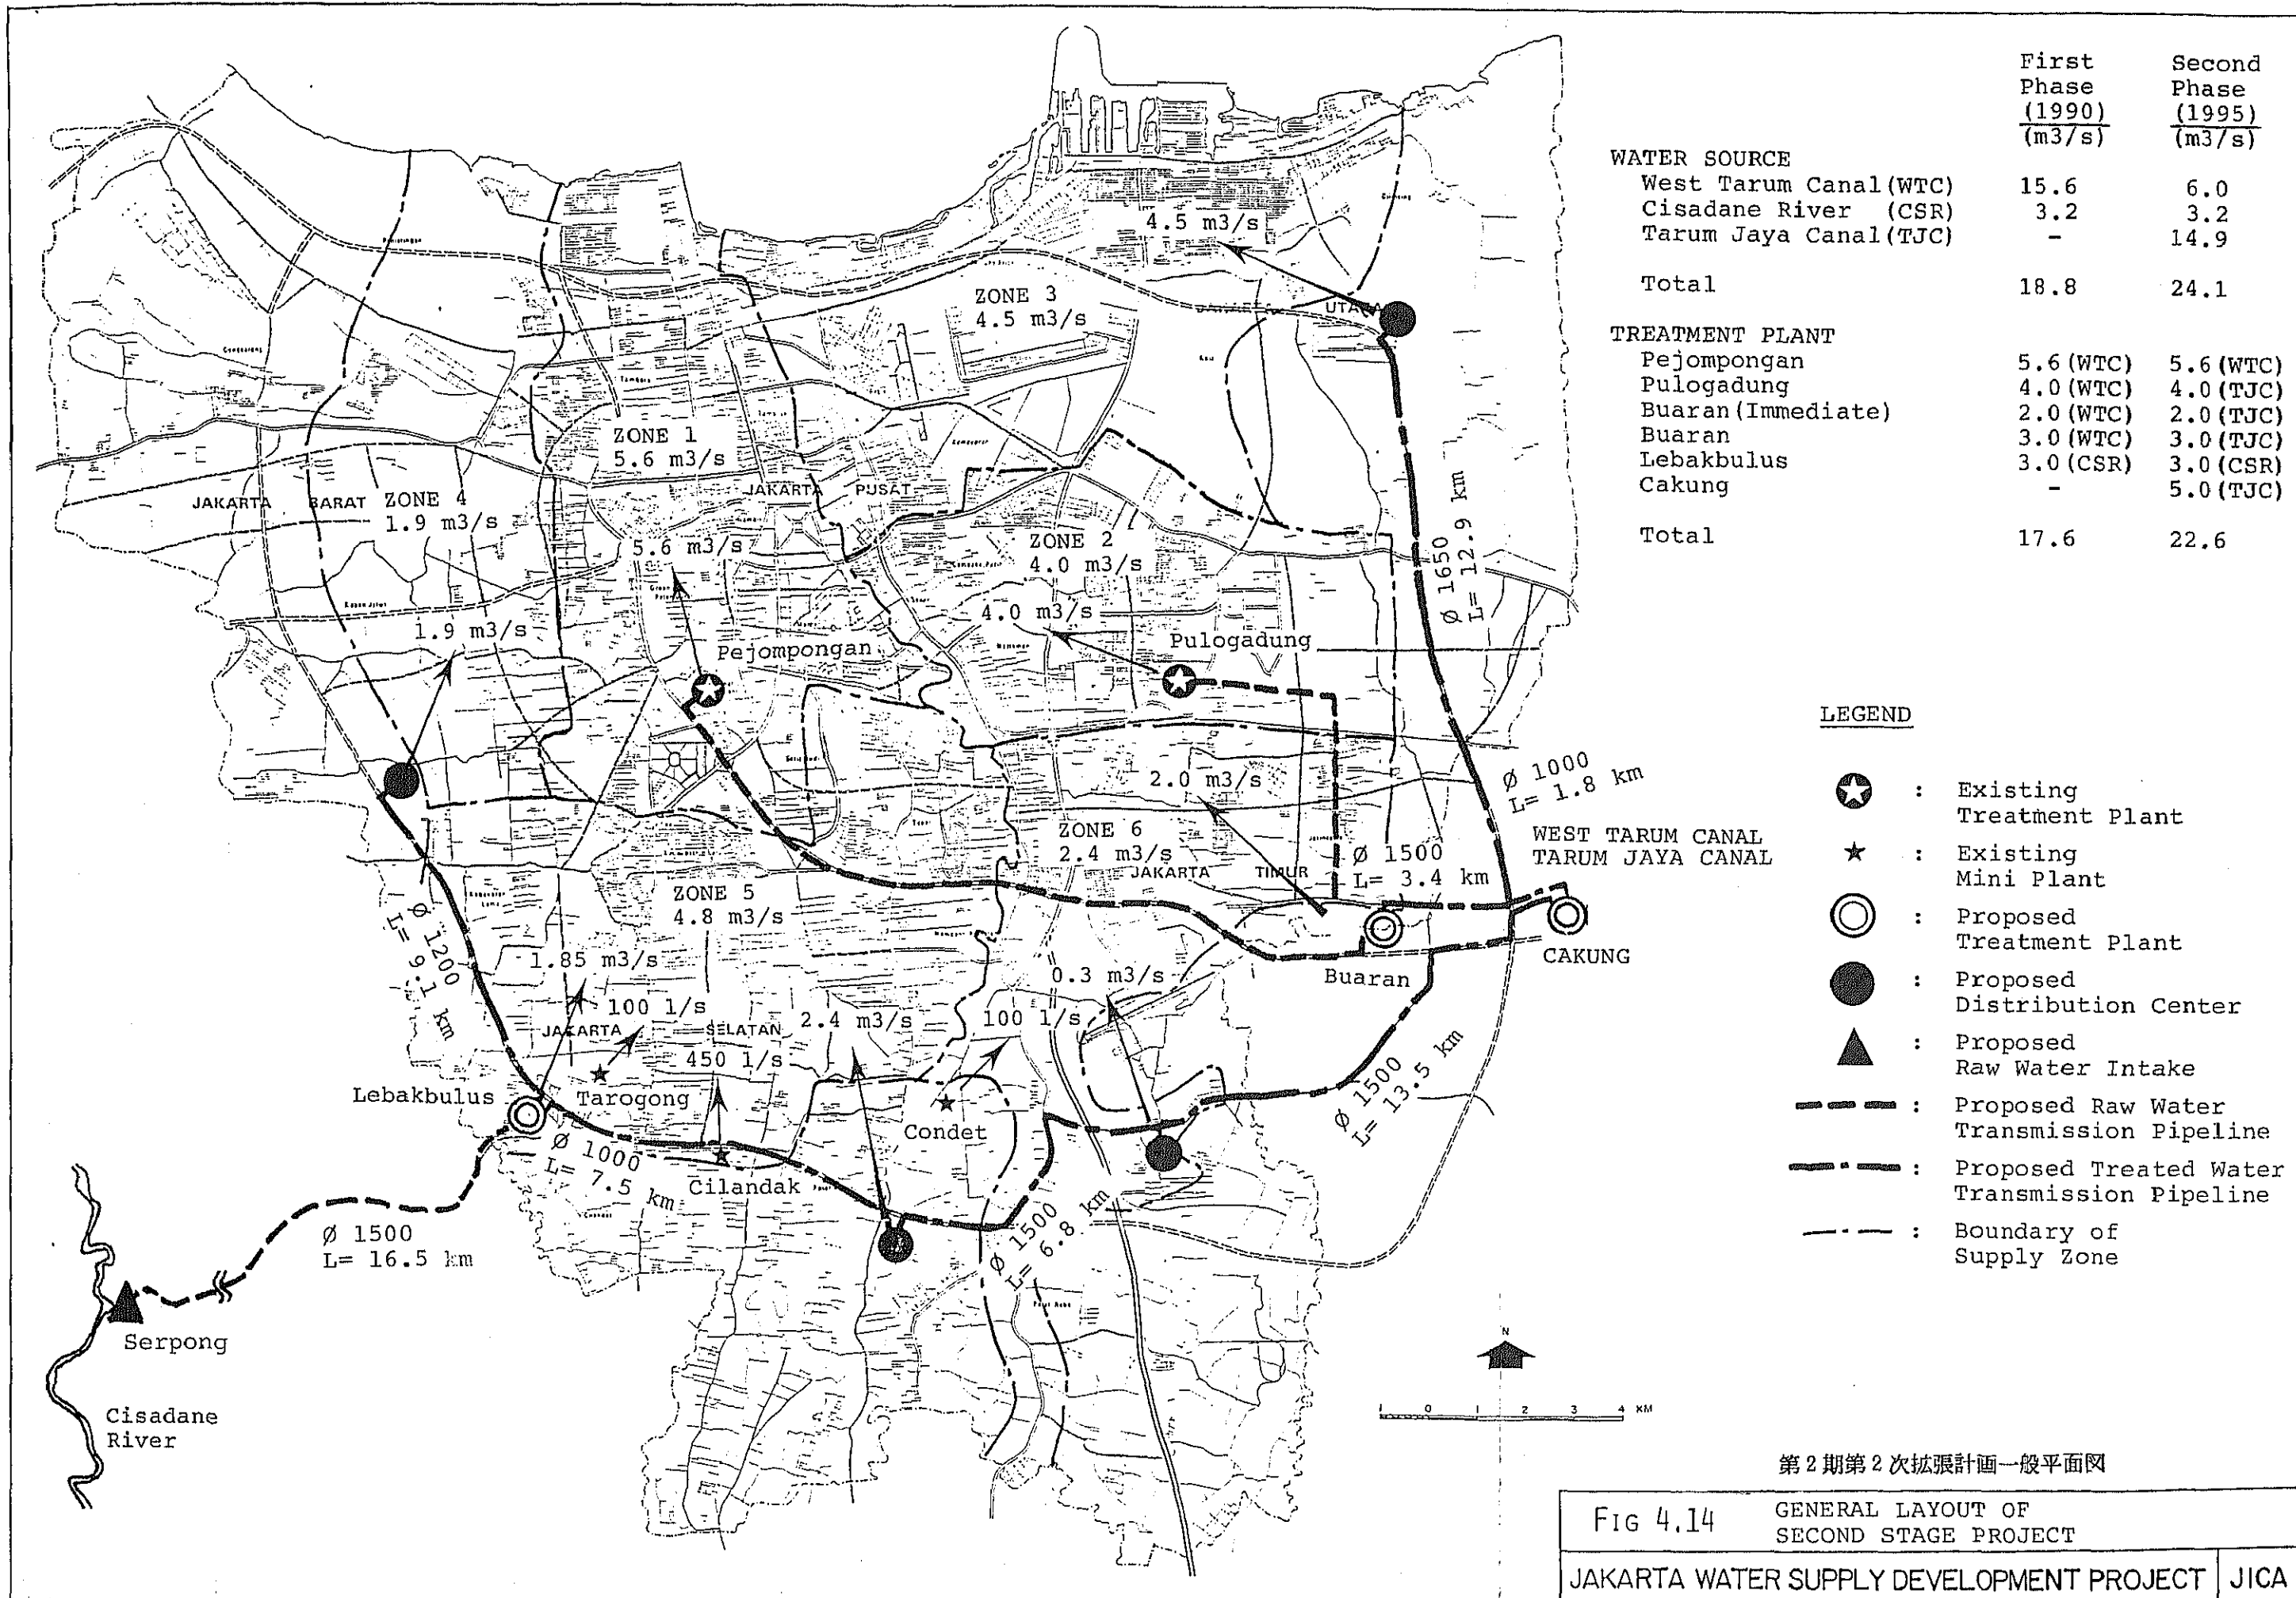 First Second
Phase Phase
(1990) (1995)
(m3/s) (m3/s)
WATER SOURCE
West Tarum Canal(WTC) 15.6 6.0
Cisadane River (CSR) 3.2 3.2
Tarum Jaya Canal(TJC) - 14.9
Total 18.8 24.1
TREATMENT PLANT
Pejompongan 5.6(WTC) 5.6(WTC)
Pulogadung 4.0(WTC) 4.0(TJC)
Buaran(Immediate) 2.0(WTC) 2.0(TJC)
Buaran 3.0(WTC) 3.0(TJC)
Lebakbulus 3.0(CSR) 3.0(CSR)
Cakung - 5.0(TJC)
Total 17.6 22.6
4.5 m3/s
ZONE 3
4.5 m3/s
JAKARTA UTARA
ZONE 1
5.6 m3/s
JAKARTA PUSAT
JAKARTA BARAT
ZONE 4
1.9 m3/s
5.6 m3/s
ZONE 2
4.0 m3/s
4.0 m3/s
Ø 1650
L= 12.9 km
1.9 m3/s
Pejompongan
Pulogadung
2.0 m3/s
Ø 1000
L= 1.8 km
ZONE 6
2.4 m3/s
JAKARTA TIMUR
Ø 1500
L= 3.4 km
WEST TARUM CANAL
TARUM JAYA CANAL
ZONE 5
4.8 m3/s
Ø 1200
L= 9.1 km
1.85 m3/s
0.3 m3/s
Buaran
CAKUNG
100 l/s
JAKARTA SELATAN
2.4 m3/s
100 l/s
450 l/s
Lebakbulus
Tarogong
Condet
Ø 1500
L= 13.5 km
Ø 1000
L= 7.5 km
Cilandak
Ø 1500
L= 6.8 km
Ø 1500
L= 16.5 km
Serpong
Cisadane
River
LEGEND
: Existing
Treatment Plant
: Existing
Mini Plant
: Proposed
Treatment Plant
: Proposed
Distribution Center
: Proposed
Raw Water Intake
: Proposed Raw Water
Transmission Pipeline
: Proposed Treated Water
Transmission Pipeline
: Boundary of
Supply Zone
N
1 0 1 2 3 4 KM
第2期第2次拡張計画一般平面図
FIG 4.14 GENERAL LAYOUT OF
SECOND STAGE PROJECT
JAKARTA WATER SUPPLY DEVELOPMENT PROJECT JICA